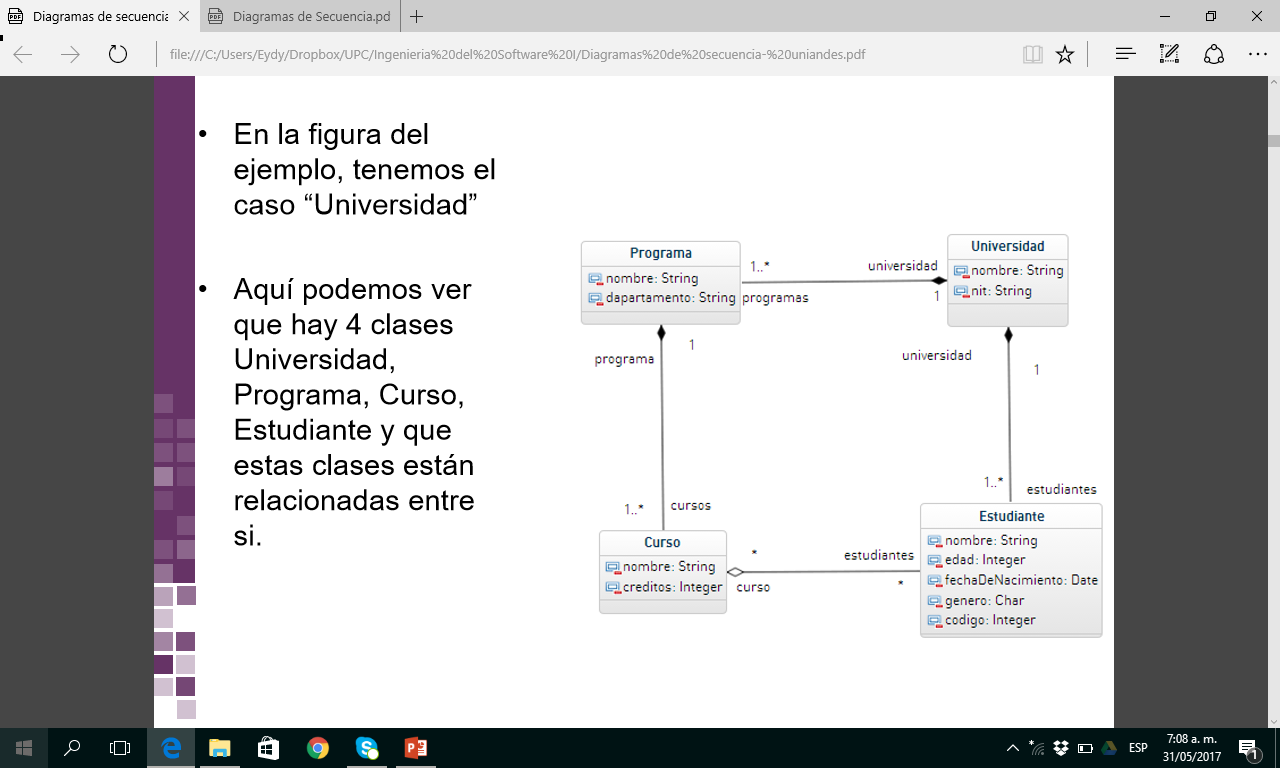 Diagramas de secuencia
Diagramas de Secuencia.pd
file:///C:/Users/Eydy/Dropbox/UPC/Ingenieria%20del%20Software%20I/Diagramas%20de%20secuencia-%20uniandes.pdf
• En la figura del
ejemplo, tenemos el
caso “Universidad”
• Aquí podemos ver
que hay 4 clases
Universidad,
Programa, Curso,
Estudiante y que
estas clases están
relacionadas entre
si.
Programa
nombre: String
dapartamento: String
1..*
programas
universidad
1
Universidad
nombre: String
nit: String
programa
1
universidad
1
1..*
cursos
1..*
estudiantes
Curso
nombre: String
creditos: Integer
*
curso
estudiantes
*
Estudiante
nombre: String
edad: Integer
fechaDeNacimiento: Date
genero: Char
codigo: Integer
ESP
7:08 a. m.
31/05/2017
1